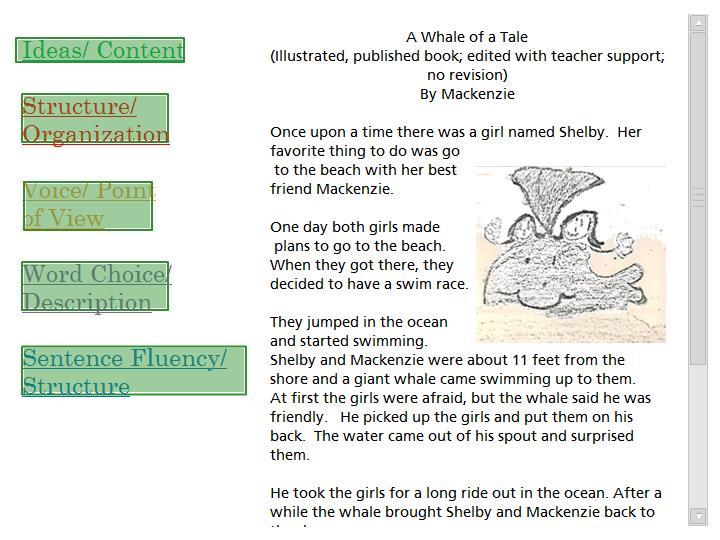 Ideas/ Content
Structure/
Organization
Voice/ Point
of View
Word Choice/
Description
Sentence Fluency/
Structure
A Whale of a Tale
(Illustrated, published book; edited with teacher support;
no revision)
By Mackenzie
Once upon a time there was a girl named Shelby.  Her
favorite thing to do was go
to the beach with her best
friend Mackenzie.
One day both girls made
plans to go to the beach.
When they got there, they
decided to have a swim race.
They jumped in the ocean
and started swimming.
Shelby and Mackenzie were about 11 feet from the
shore and a giant whale came swimming up to them.
At first the girls were afraid, but the whale said he was
friendly.   He picked up the girls and put them on his
back.  The water came out of his spout and surprised
them.
He took the girls for a long ride out in the ocean. After a
while the whale brought Shelby and Mackenzie back to